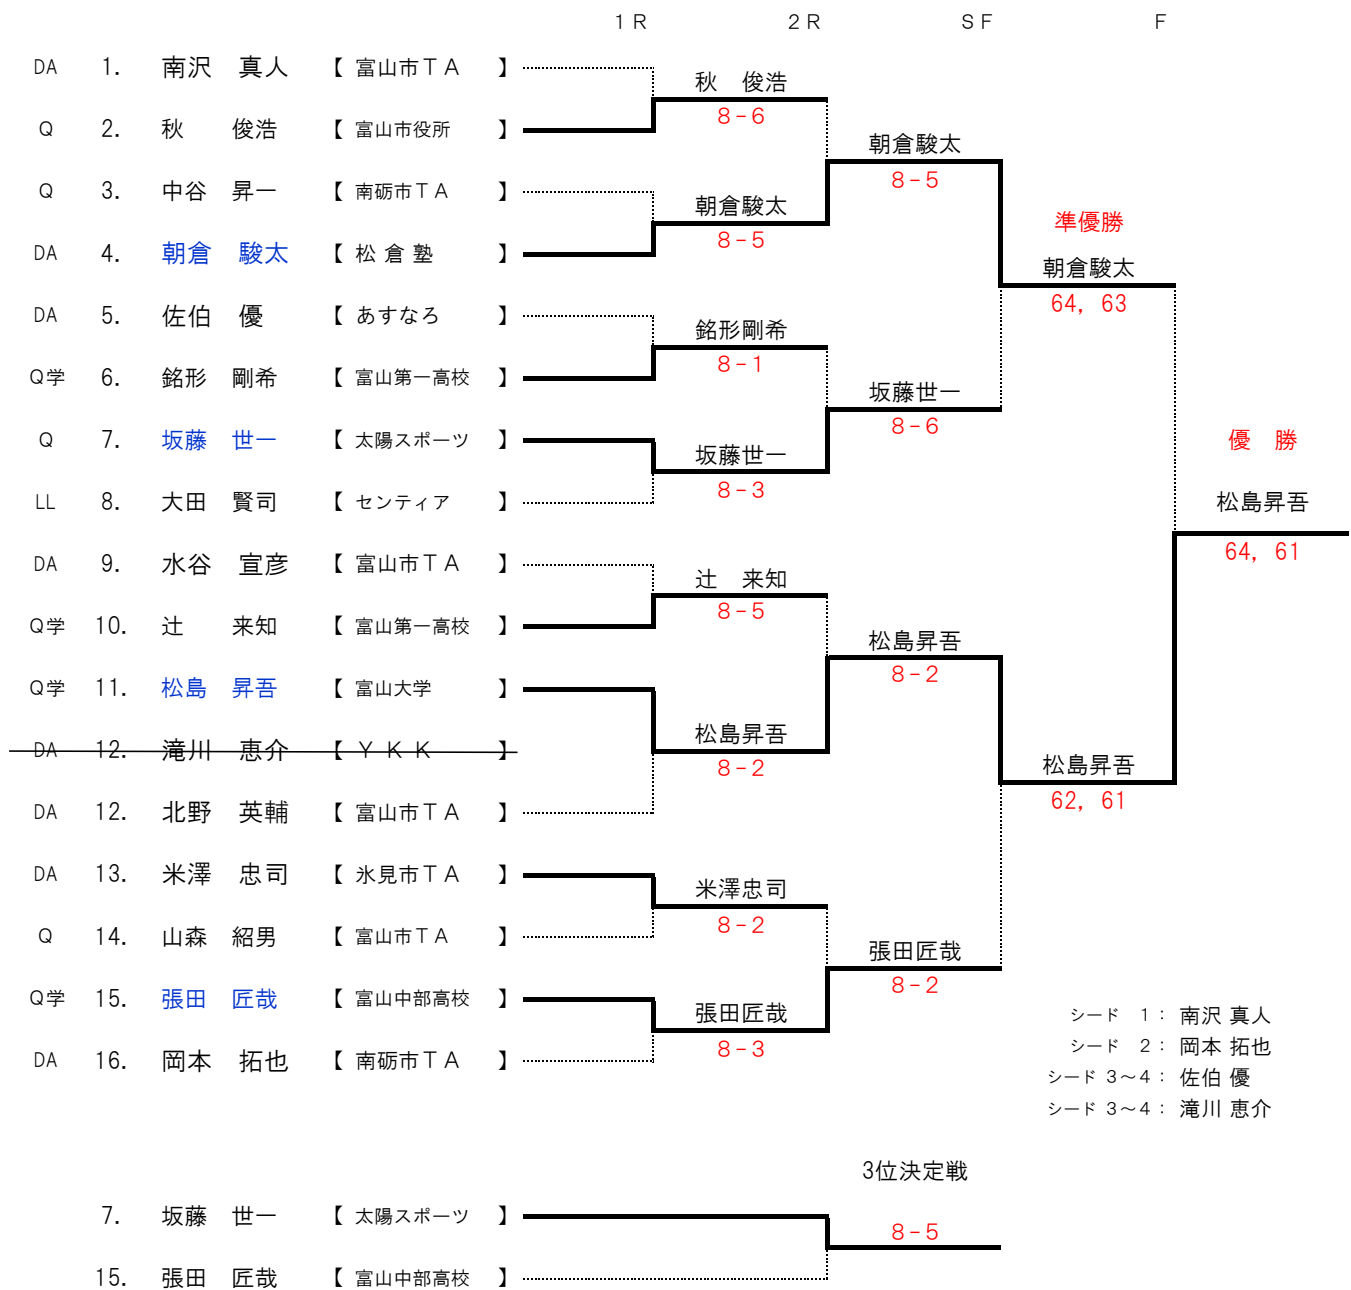 １Ｒ ２Ｒ ＳＦ Ｆ
DA 1. 南沢 真人 【 富山市ＴＡ 】
秋 俊浩
8-6
Q 2. 秋 俊浩 【 富山市役所 】
朝倉駿太
8-5
Q 3. 中谷 昇一 【 南砺市ＴＡ 】
朝倉駿太
8-5
DA 4. 朝倉 駿太 【 松 倉 塾 】
準優勝
朝倉駿太
64, 63
DA 5. 佐伯 優 【 あすなろ 】
銘形剛希
8-1
Q学 6. 銘形 剛希 【 富山第一高校 】
坂藤世一
8-6
Q 7. 坂藤 世一 【 太陽スポーツ 】
坂藤世一
8-3
LL 8. 大田 賢司 【 センティア 】
優 勝
松島昇吾
64, 61
DA 9. 水谷 宣彦 【 富山市ＴＡ 】
辻 来知
8-5
Q学 10. 辻 来知 【 富山第一高校 】
松島昇吾
8-2
Q学 11. 松島 昇吾 【 富山大学 】
DA 12. 滝川 恵介 【 Ｙ Ｋ Ｋ 】
松島昇吾
8-2
松島昇吾
62, 61
DA 12. 北野 英輔 【 富山市ＴＡ 】
DA 13. 米澤 忠司 【 氷見市ＴＡ 】
米澤忠司
8-2
Q 14. 山森 紹男 【 富山市ＴＡ 】
張田匠哉
8-2
Q学 15. 張田 匠哉 【 富山中部高校 】
張田匠哉
8-3
DA 16. 岡本 拓也 【 南砺市ＴＡ 】
シード 1： 南沢 真人
シード 2： 岡本 拓也
シード 3～4： 佐伯 優
シード 3～4： 滝川 恵介
3位決定戦
7. 坂藤 世一 【 太陽スポーツ 】
8-5
15. 張田 匠哉 【 富山中部高校 】